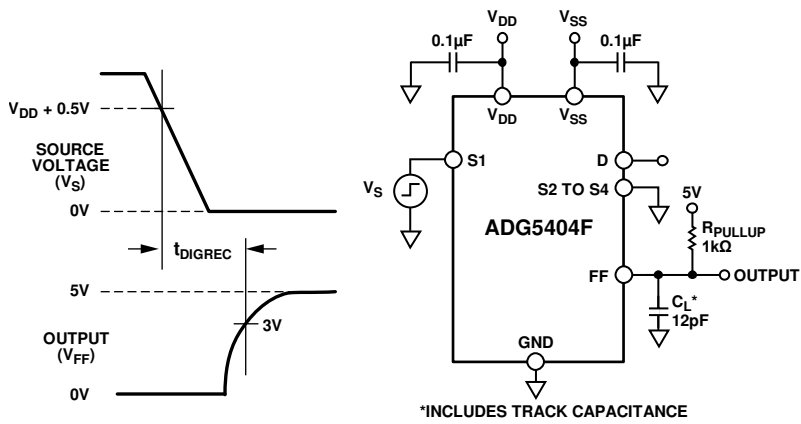 V_DD + 0.5V
SOURCE
VOLTAGE
(V_S)
0V
t_DIGREC
5V
3V
OUTPUT
(V_FF)
0V
V_DD
V_SS
0.1µF
0.1µF
V_DD
V_SS
S1
D
V_S
S2 TO S4
ADG5404F
5V
R_PULLUP
1kΩ
FF
OUTPUT
C_L*
12pF
GND
*INCLUDES TRACK CAPACITANCE